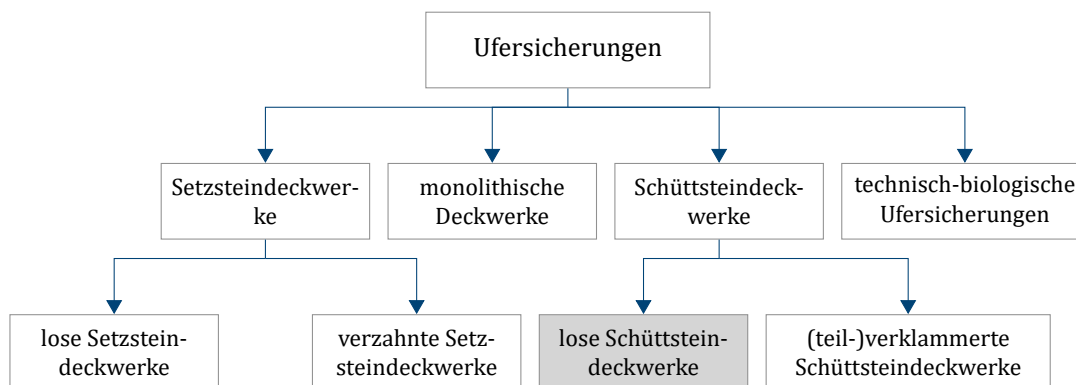 Ufersicherungen
Setzsteindeckwer-
ke
monolithische
Deckwerke
Schüttsteindeck-
werke
technisch-biologische
Ufersicherungen
lose Setzstein-
deckwerke
verzahnte Setz-
steindeckwerke
lose Schüttstein-
deckwerke
(teil-)verklammerte
Schüttsteindeckwerke